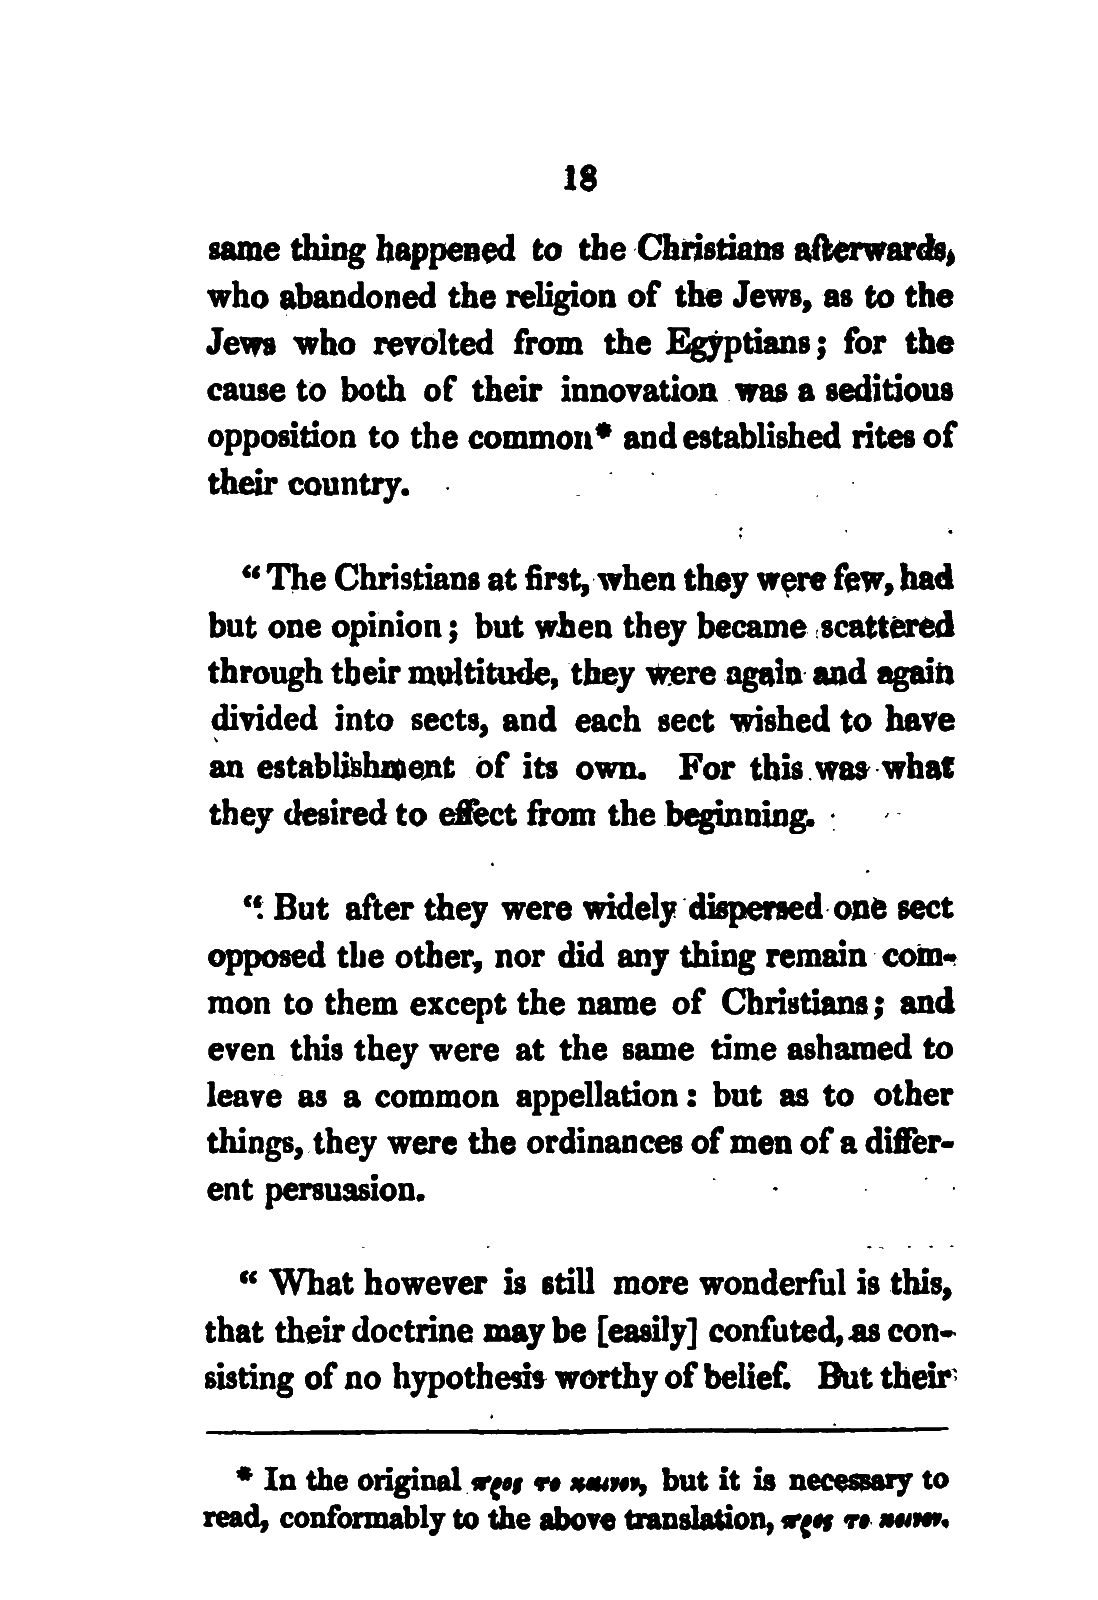 18
same thing happened to the Christians afterwards,
who abandoned the religion of the Jews, as to the
Jews who revolted from the Egyptians; for the
cause to both of their innovation was a seditious
opposition to the common* and established rites of
their country.
“The Christians at first, when they were few, had
but one opinion; but when they became scattered
through their multitude, they were again and again
divided into sects, and each sect wished to have
an establishment of its own. For this was what
they desired to effect from the beginning.
“ But after they were widely dispersed one sect
opposed the other, nor did any thing remain com-
mon to them except the name of Christians; and
even this they were at the same time ashamed to
leave as a common appellation: but as to other
things, they were the ordinances of men of a differ-
ent persuasion.
“ What however is still more wonderful is this,
that their doctrine may be [easily] confuted, as con-
sisting of no hypothesis worthy of belief. But their
* In the original προς το καινον, but it is necessary to
read, conformably to the above translation, προς το κοινον.